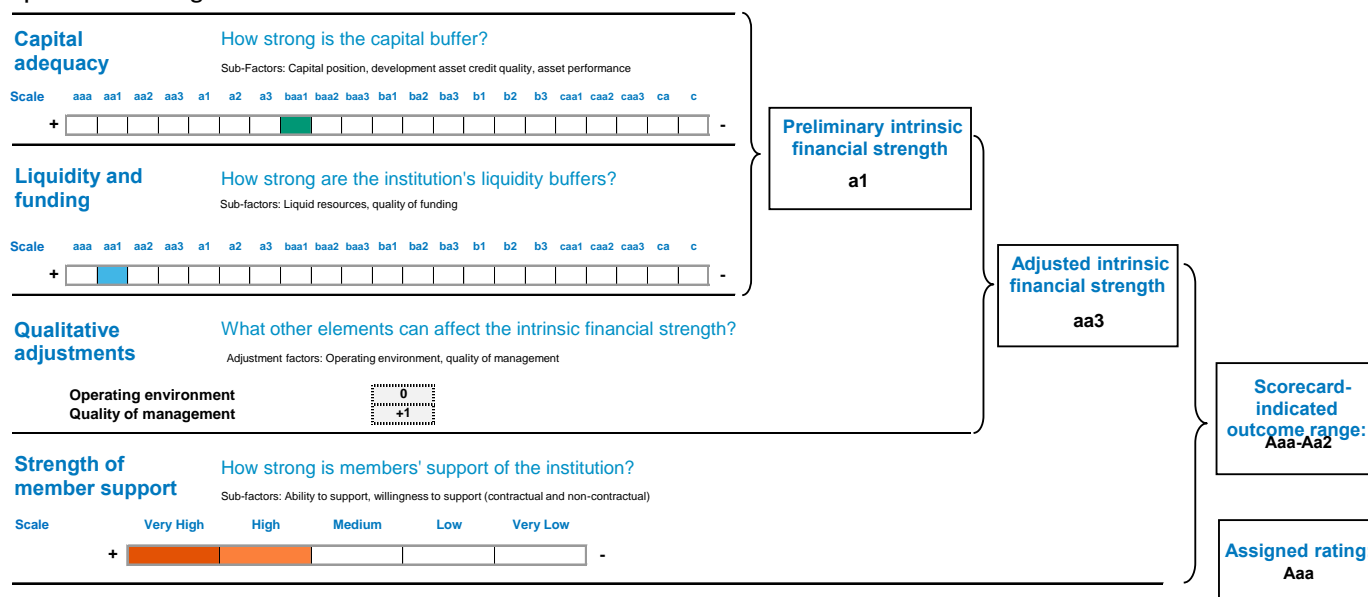 Capital
adequacy
How strong is the capital buffer?
Sub-Factors: Capital position, development asset credit quality, asset performance
Scale aaa aa1 aa2 aa3 a1 a2 a3 baa1 baa2 baa3 ba1 ba2 ba3 b1 b2 b3 caa1 caa2 caa3 ca c
+ -
Preliminary intrinsic
financial strength
a1
Liquidity and
funding
How strong are the institution's liquidity buffers?
Sub-factors: Liquid resources, quality of funding
Scale aaa aa1 aa2 aa3 a1 a2 a3 baa1 baa2 baa3 ba1 ba2 ba3 b1 b2 b3 caa1 caa2 caa3 ca c
+ -
Adjusted intrinsic
financial strength
aa3
Qualitative
adjustments
What other elements can affect the intrinsic financial strength?
Adjustment factors: Operating environment, quality of management
Operating environment 0
Quality of management +1
Scorecard-
indicated
outcome range:
Aaa-Aa2
Strength of
member support
How strong is members' support of the institution?
Sub-factors: Ability to support, willingness to support (contractual and non-contractual)
Scale Very High High Medium Low Very Low
+ -
Assigned rating
Aaa